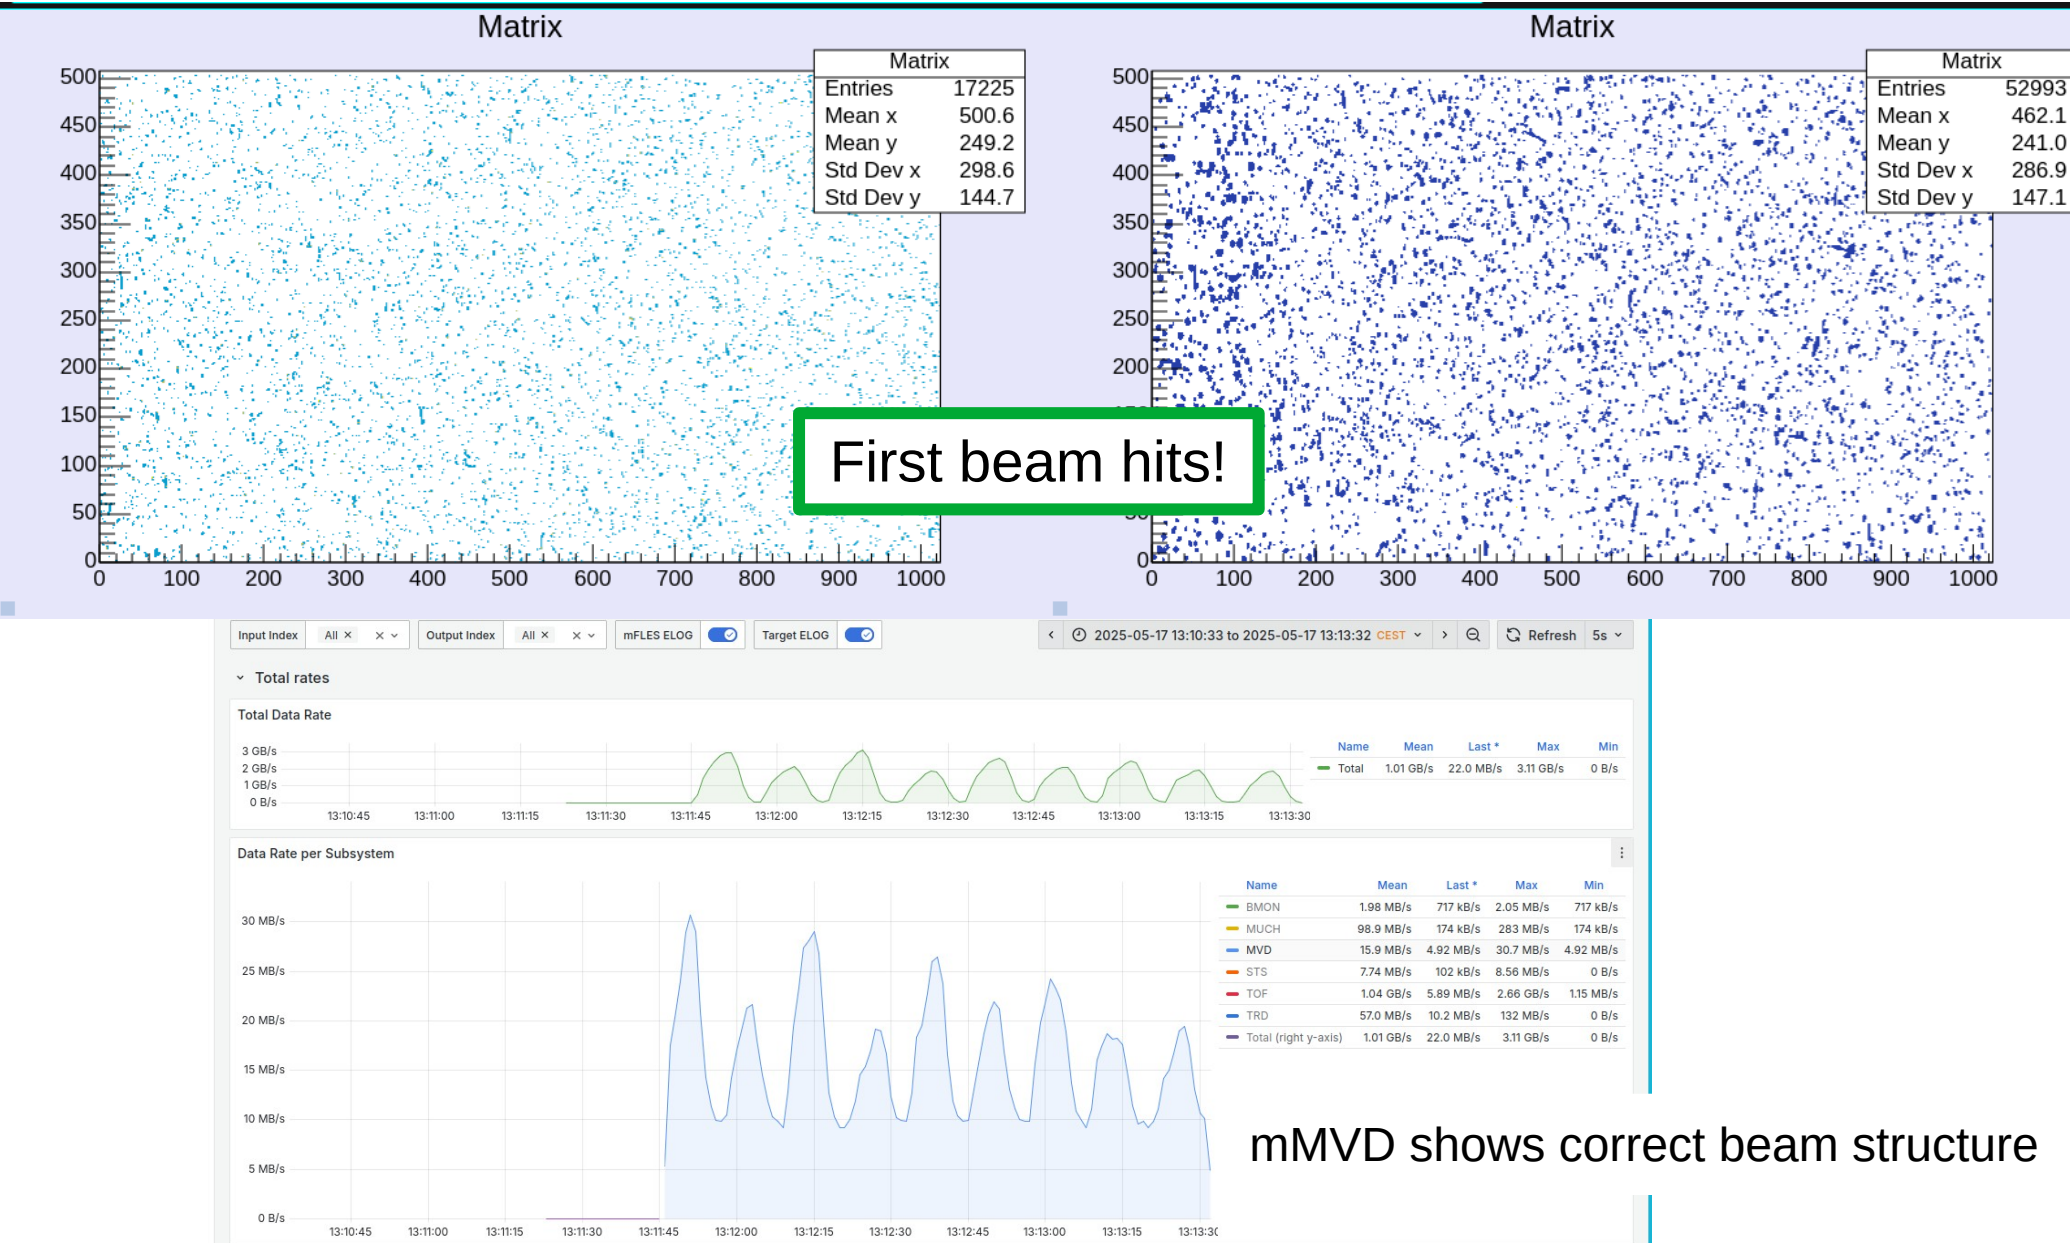 Matrix
Matrix
Entries 17225
Mean x 500.6
Mean y 249.2
Std Dev x 298.6
Std Dev y 144.7
500
450
400
350
300
250
200
150
100
50
0
0 100 200 300 400 500 600 700 800 900 1000
Matrix
Matrix
Entries 52993
Mean x 462.1
Mean y 241.0
Std Dev x 286.9
Std Dev y 147.1
500
450
400
350
300
250
200
0
0 100 200 300 400 500 600 700 800 900 1000
First beam hits!
Input Index All × × Output Index All × × mFLES ELOG Target ELOG 2025-05-17 13:10:33 to 2025-05-17 13:13:32 CEST Refresh 5s
Total rates
Total Data Rate
3 GB/s
2 GB/s
1 GB/s
0 B/s
13:10:45 13:11:00 13:11:15 13:11:30 13:11:45 13:12:00 13:12:15 13:12:30 13:12:45 13:13:00 13:13:15 13:13:30
Name Mean Last * Max Min
Total 1.01 GB/s 22.0 MB/s 3.11 GB/s 0 B/s
Data Rate per Subsystem
30 MB/s
25 MB/s
20 MB/s
15 MB/s
10 MB/s
5 MB/s
0 B/s
13:10:45 13:11:00 13:11:15 13:11:30 13:11:45 13:12:00 13:12:15 13:12:30 13:12:45 13:13:00 13:13:15 13:13:30
Name Mean Last * Max Min
BMON 1.98 MB/s 717 kB/s 2.05 MB/s 717 kB/s
MUCH 98.9 MB/s 174 kB/s 283 MB/s 174 kB/s
MVD 15.9 MB/s 4.92 MB/s 30.7 MB/s 4.92 MB/s
STS 7.74 MB/s 102 kB/s 8.56 MB/s 0 B/s
TOF 1.04 GB/s 5.89 MB/s 2.66 GB/s 1.15 MB/s
TRD 57.0 MB/s 10.2 MB/s 132 MB/s 0 B/s
Total (right y-axis) 1.01 GB/s 22.0 MB/s 3.11 GB/s 0 B/s
mMVD shows correct beam structure